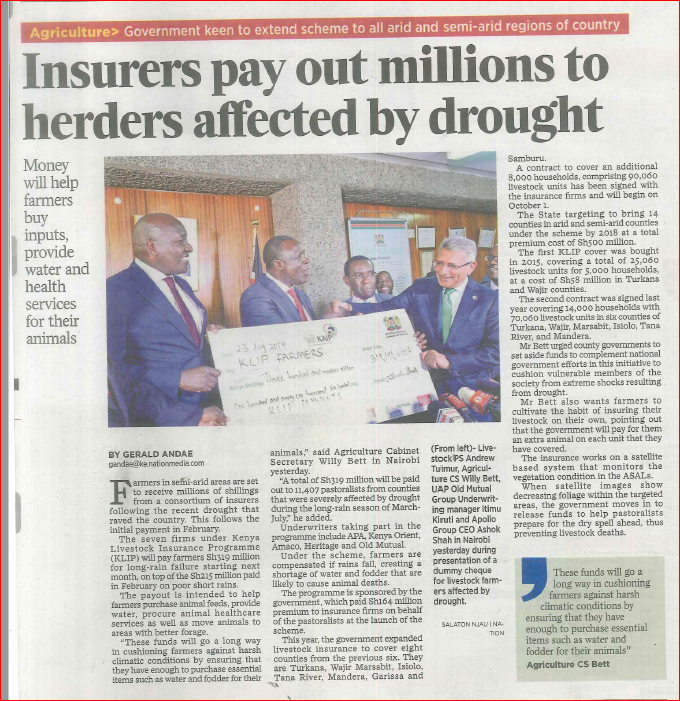 Agriculture> Government keen to extend scheme to all arid and semi-arid regions of country
Insurers pay out millions to
herders affected by drought
Money
will help
farmers
buy
inputs,
provide
water and
health
services
for their
animals
23 Aug
KLIP FARMERS
Three hundred and nineteen million
BY GERALD ANDAE
gandae@ke.nationmedia.com
Farmers in semi-arid areas are set
to receive millions of shillings
from a consortium of insurers
following the recent drought that
raved the country. This follows the
initial payment in February.
The seven firms under Kenya
Livestock Insurance Programme
(KLIP) will pay farmers Sh319 million
for long-rain failure starting next
month, on top of the Sh215 million paid
in February on poor short rains.
The payout is intended to help
farmers purchase animal feeds, provide
water, procure animal healthcare
services as well as move animals to
areas with better forage.
"These funds will go a long way
in cushioning farmers against harsh
climatic conditions by ensuring that
they have enough to purchase essential
items such as water and fodder for their
animals," said Agriculture Cabinet
Secretary Willy Bett in Nairobi
yesterday.
"A total of Sh319 million will be paid
out to 11,407 pastoralists from counties
that were severely affected by drought
during the long-rain season of March-
July," he added.
Underwriters taking part in the
programme include APA, Kenya Orient,
Amaco, Heritage and Old Mutual.
Under the scheme, farmers are
compensated if rains fail, creating a
shortage of water and fodder that are
likely to cause animal deaths.
The programme is sponsored by the
government, which paid Sh164 million
premium to insurance firms on behalf
of the pastoralists at the launch of the
scheme.
This year, the government expanded
livestock insurance to cover eight
counties from the previous six. They
are Turkana, Wajir Marsabit, Isiolo,
Tana River, Mandera, Garissa and
(From left)- Live-
stock PS Andrew
Tuimur, Agricul-
ture CS Willy Bett,
UAP Old Mutual
Group Underwrit-
ing manager Itimu
Kiruti and Apollo
Group CEO Ashok
Shah in Nairobi
yesterday during
presentation of a
dummy cheque
for livestock farm-
ers affected by
drought.
SALATON NJAU | NA-
TION
Samburu.
A contract to cover an additional
8,000 households, comprising 90,060
livestock units has been signed with
the insurance firms and will begin on
October 1.
The State targeting to bring 14
counties in arid and semi-arid counties
under the scheme by 2018 at a total
premium cost of Sh500 million.
The first KLIP cover was bought
in 2015, covering a total of 25,060
livestock units for 5,000 households,
at a cost of Sh58 million in Turkana
and Wajir counties.
The second contract was signed last
year covering 14,000 households with
70,060 livestock units in six counties of
Turkana, Wajir, Marsabit, Isiolo, Tana
River, and Mandera.
Mr Bett urged county governments to
set aside funds to complement national
government efforts in this initiative to
cushion vulnerable members of the
society from extreme shocks resulting
from drought.
Mr Bett also wants farmers to
cultivate the habit of insuring their
livestock on their own, pointing out
that the government will pay for them
an extra animal on each unit that they
have covered.
The insurance works on a satellite
based system that monitors the
vegetation condition in the ASALs.
When satellite images show
decreasing foliage within the targeted
areas, the government moves in to
release funds to help pastoralists
prepare for the dry spell ahead, thus
preventing livestock deaths.
These funds will go a
long way in cushioning
farmers against harsh
climatic conditions by
ensuring that they have
enough to purchase essential
items such as water and
fodder for their animals"
Agriculture CS Bett